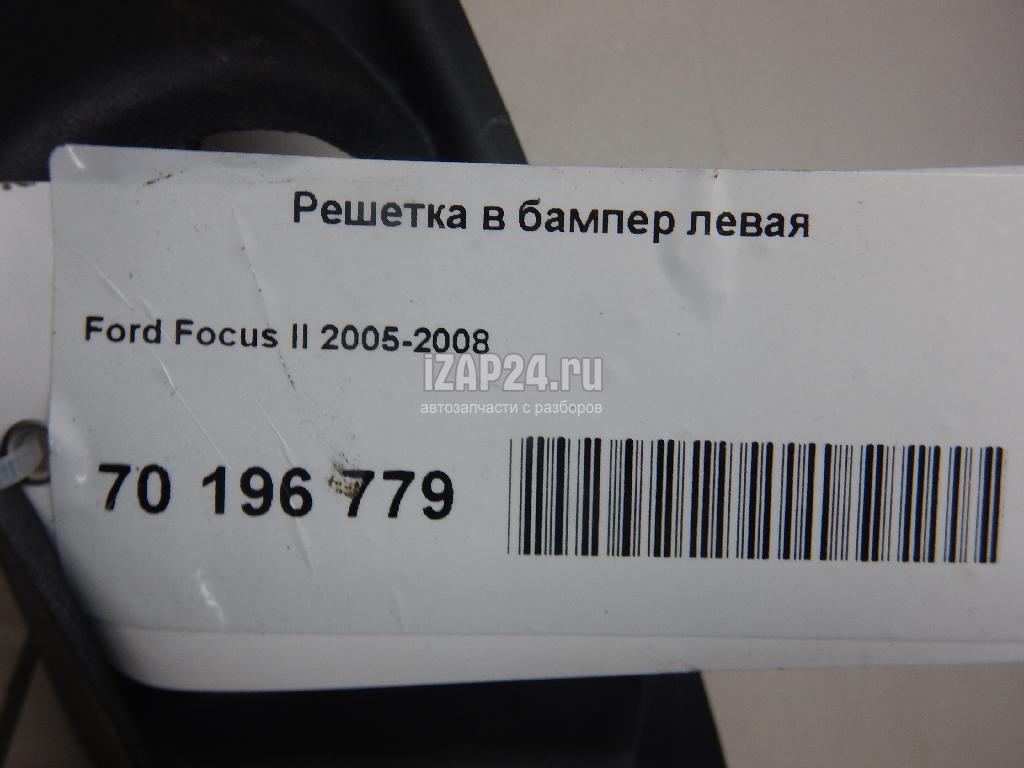 Решетка в бампер левая
Ford Focus II 2005-2008
iZAP24.ru
автозапчасти с разборов
70 196 779